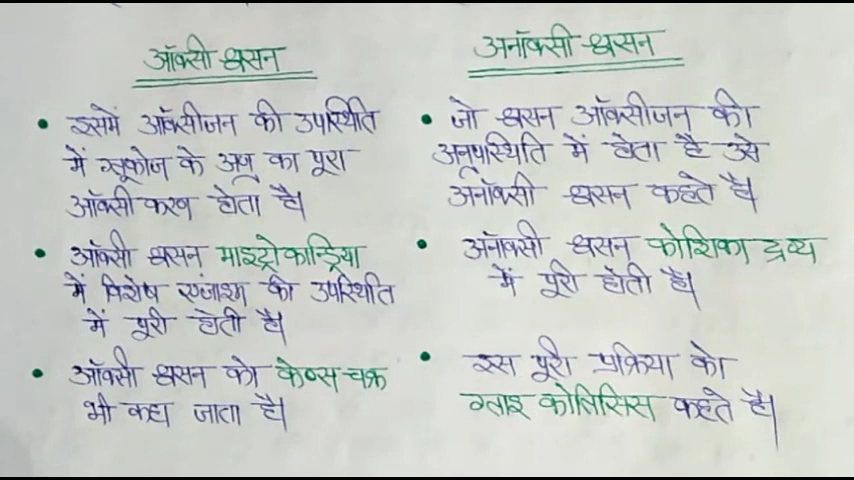 ऑक्सी श्वसन
इसमें ऑक्सीजन की उपस्थिति
में ग्लूकोज के अणु का पूरा
ऑक्सीकरण होता है।
ऑक्सी श्वसन माइट्रोकान्ड्रिया
में विशेष एन्जाइम की उपस्थिति
में पूरी होती है।
ऑक्सी श्वसन को केब्स चक्र
भी कहा जाता है।
अनॉक्सी श्वसन
जो श्वसन ऑक्सीजन की
अनुपस्थिति में होता है उसे
अनॉक्सी श्वसन कहते है।
अनॉक्सी श्वसन कोशिका द्रव्य
में पूरी होती है।
इस पूरी प्रक्रिया को
ग्लाइकोलिसिस कहते है।